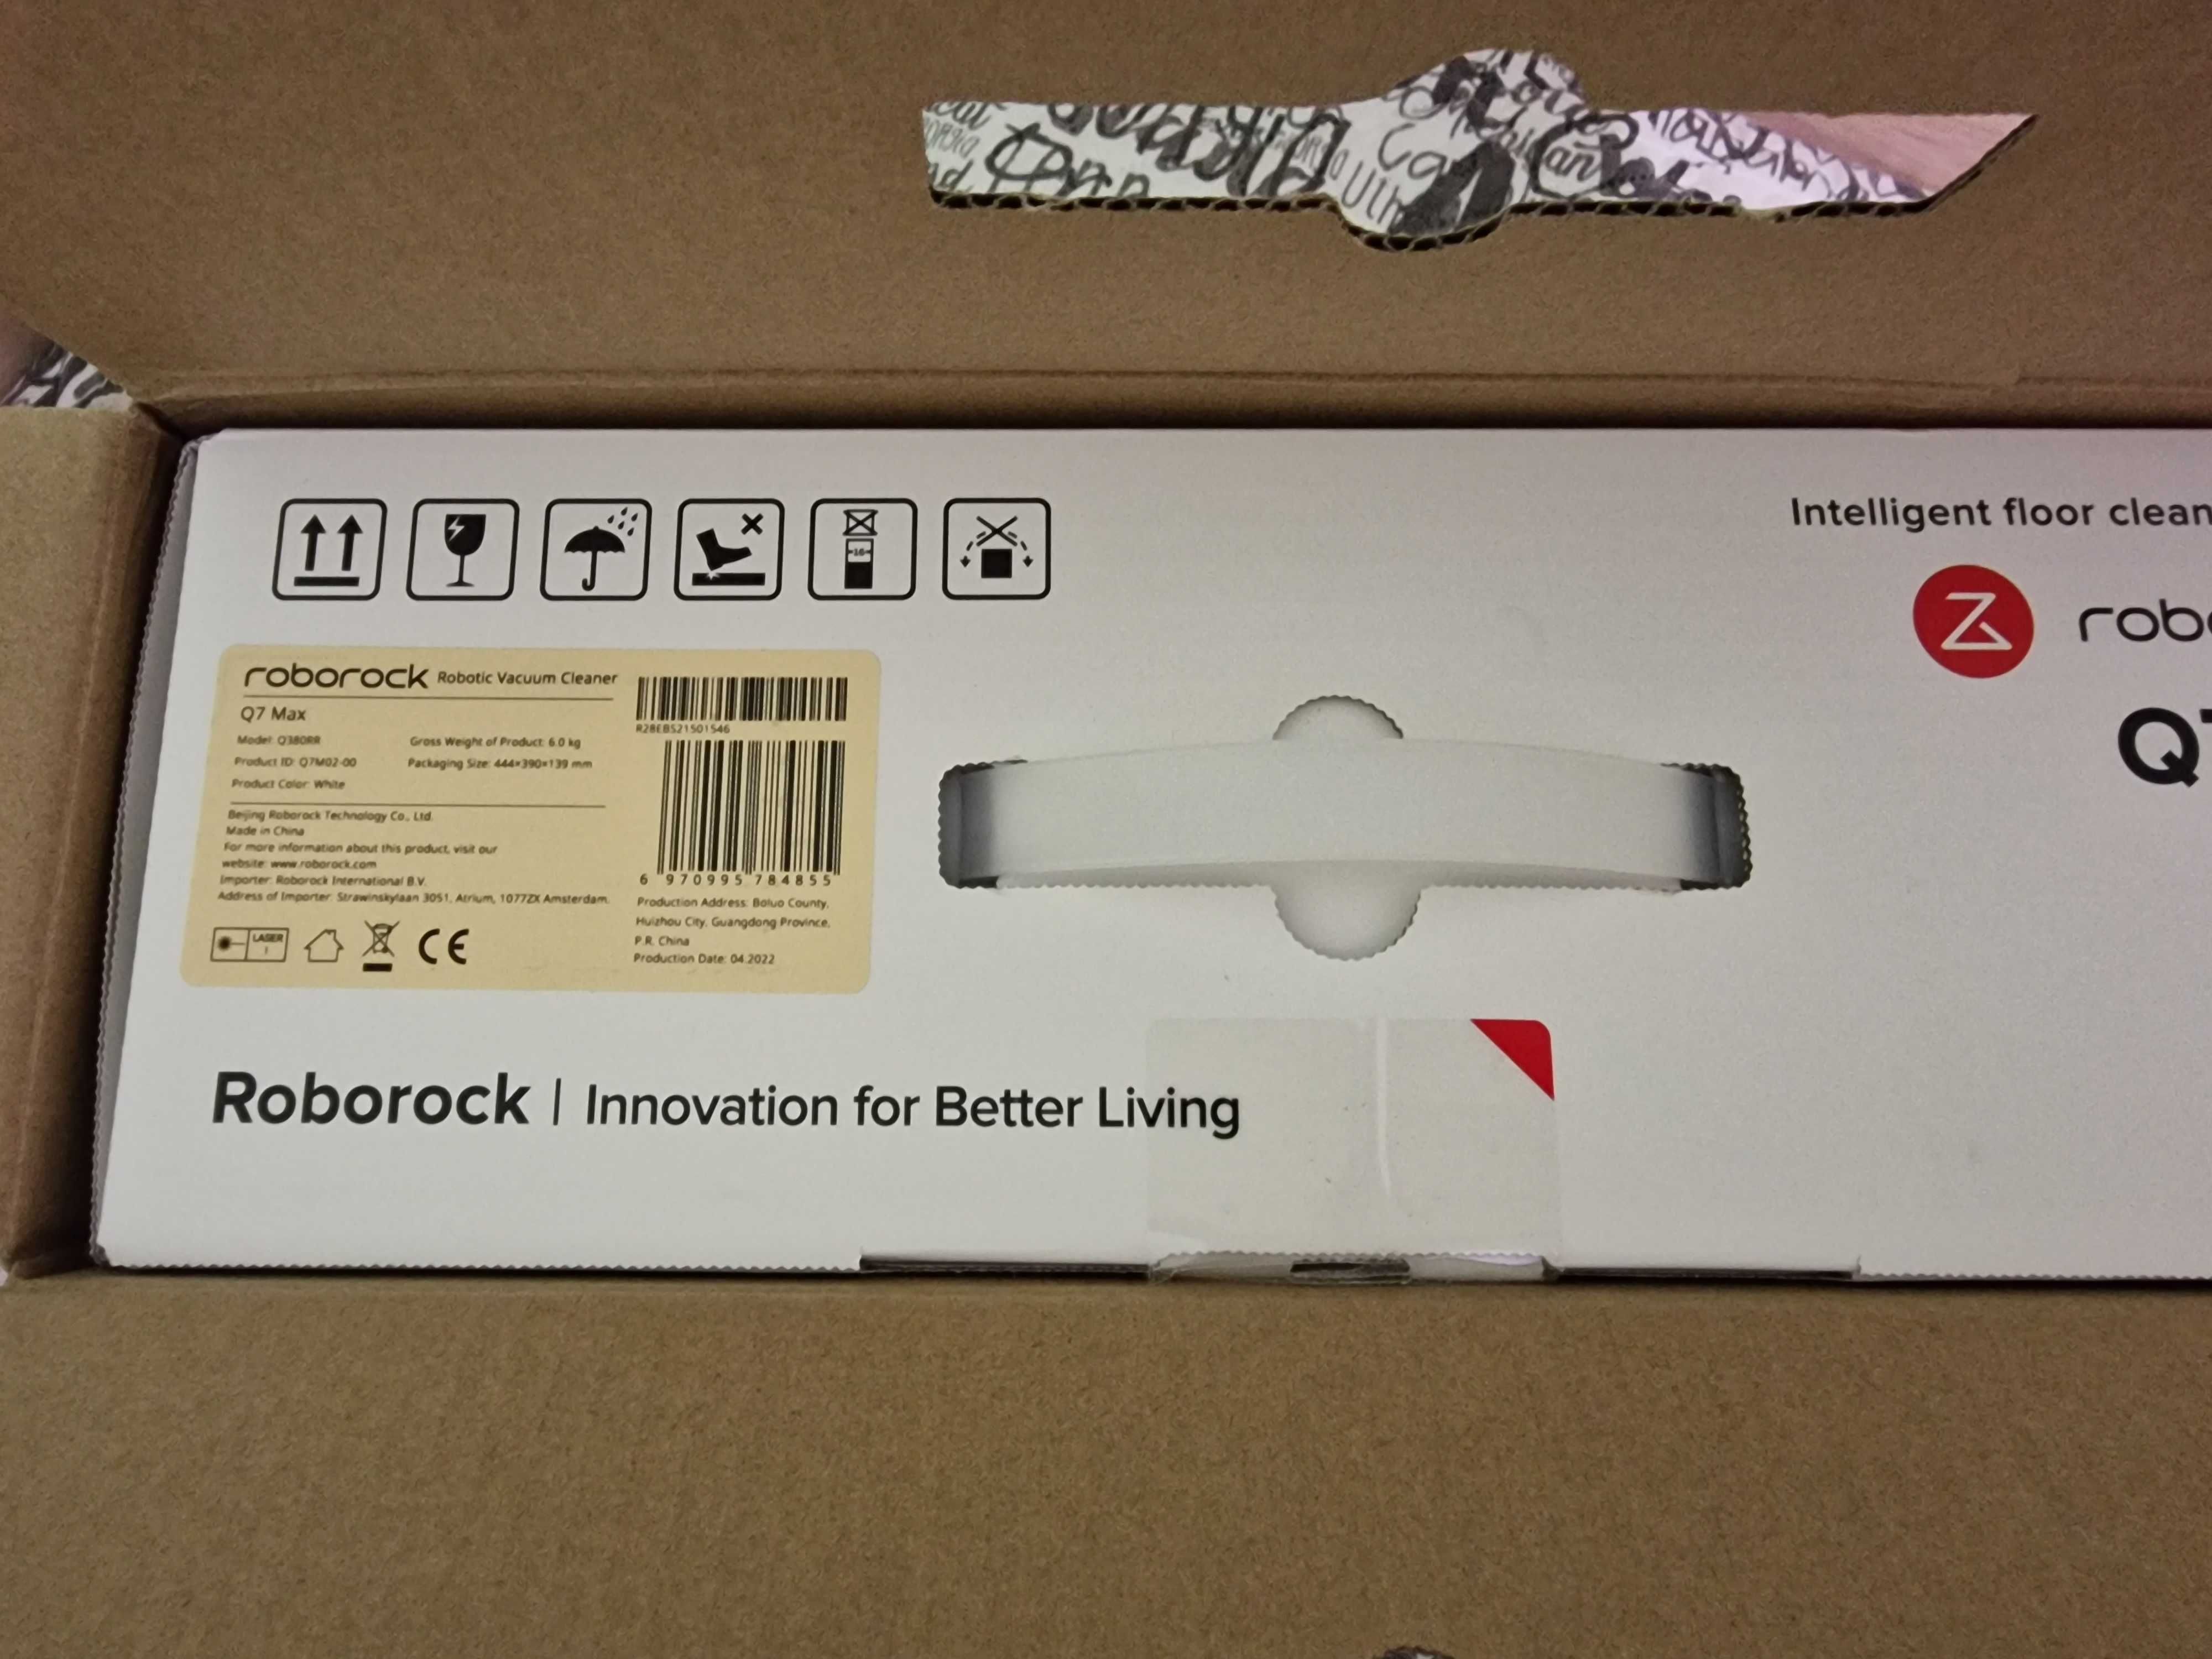 Intelligent floor clean
robo
Q7
16
roborock Robotic Vacuum Cleaner
Q7 Max
Model: Q380RR
Gross Weight of Product: 6.0 kg
Product ID: Q7M02-00
Packaging Size: 444×390×139 mm
Product Color: White
Beijing Roborock Technology Co., Ltd.
Made in China
For more information about this product, visit our
website: www.roborock.com
Importer: Roborock International B.V.
Address of Importer: Strawinskylaan 3051, Atrium, 1077ZX Amsterdam.
LASER
1
CE
R28EBS21501546
6 970995 784855
Production Address: Boluo County,
Huizhou City, Guangdong Province,
P.R. China
Production Date: 04.2022
Roborock | Innovation for Better Living